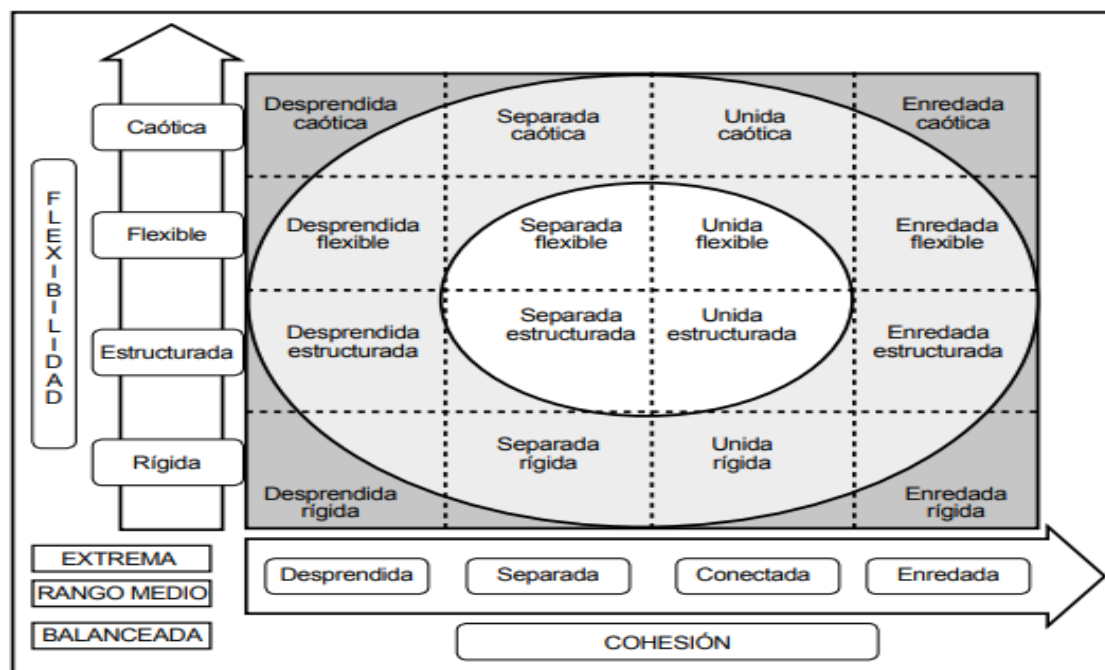 FLEXIBILIDAD
Caótica
Flexible
Estructurada
Rígida
Desprendida
caótica
Separada
caótica
Unida
caótica
Enredada
caótica
Desprendida
flexible
Separada
flexible
Unida
flexible
Enredada
flexible
Desprendida
estructurada
Separada
estructurada
Unida
estructurada
Enredada
estructurada
Desprendida
rígida
Separada
rígida
Unida
rígida
Enredada
rígida
EXTREMA
RANGO MEDIO
BALANCEADA
Desprendida
Separada
Conectada
Enredada
COHESIÓN